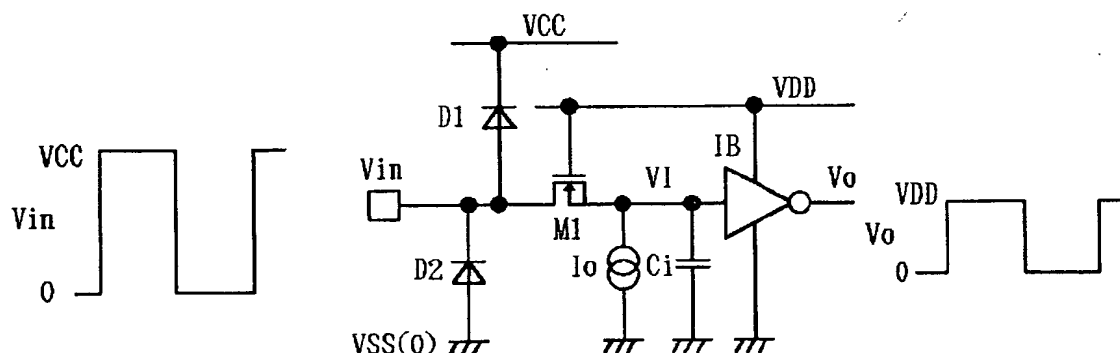 VCC
D1
VDD
VCC
Vin
IB
VI
Vo
VDD
Vin
M1
Vo
D2
Io
Ci
0
0
VSS(0)